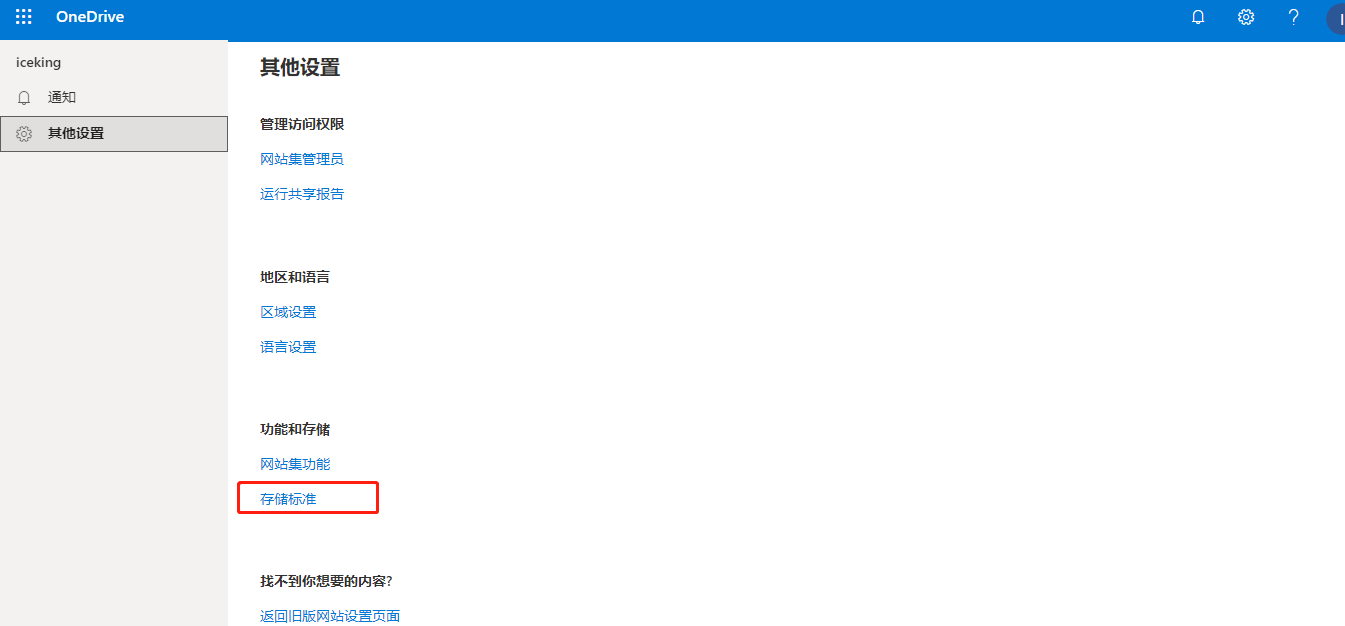 OneDrive
iceking
通知
其他设置
其他设置
管理访问权限
网站集管理员
运行共享报告
地区和语言
区域设置
语言设置
功能和存储
网站集功能
存储标准
找不到你想要的内容?
返回旧版网站设置页面